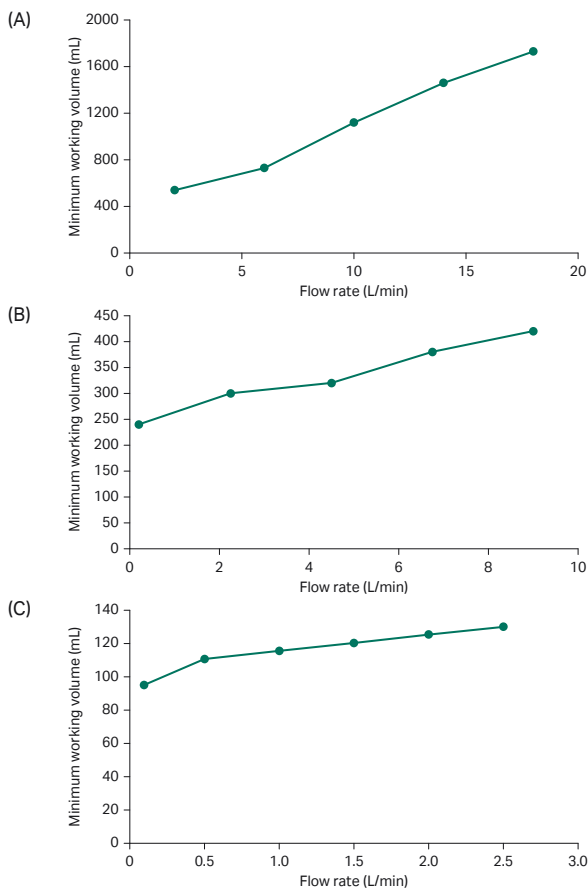 (A)
Minimum working volume (mL)
2000
1600
1200
800
400
0
0 5 10 15 20
Flow rate (L/min)
(B)
Minimum working volume (mL)
450
400
350
300
250
200
150
100
50
0
0 2 4 6 8 10
Flow rate (L/min)
(C)
Minimum working volume (mL)
140
120
100
80
60
40
20
0
0 0.5 1.0 1.5 2.0 2.5 3.0
Flow rate (L/min)